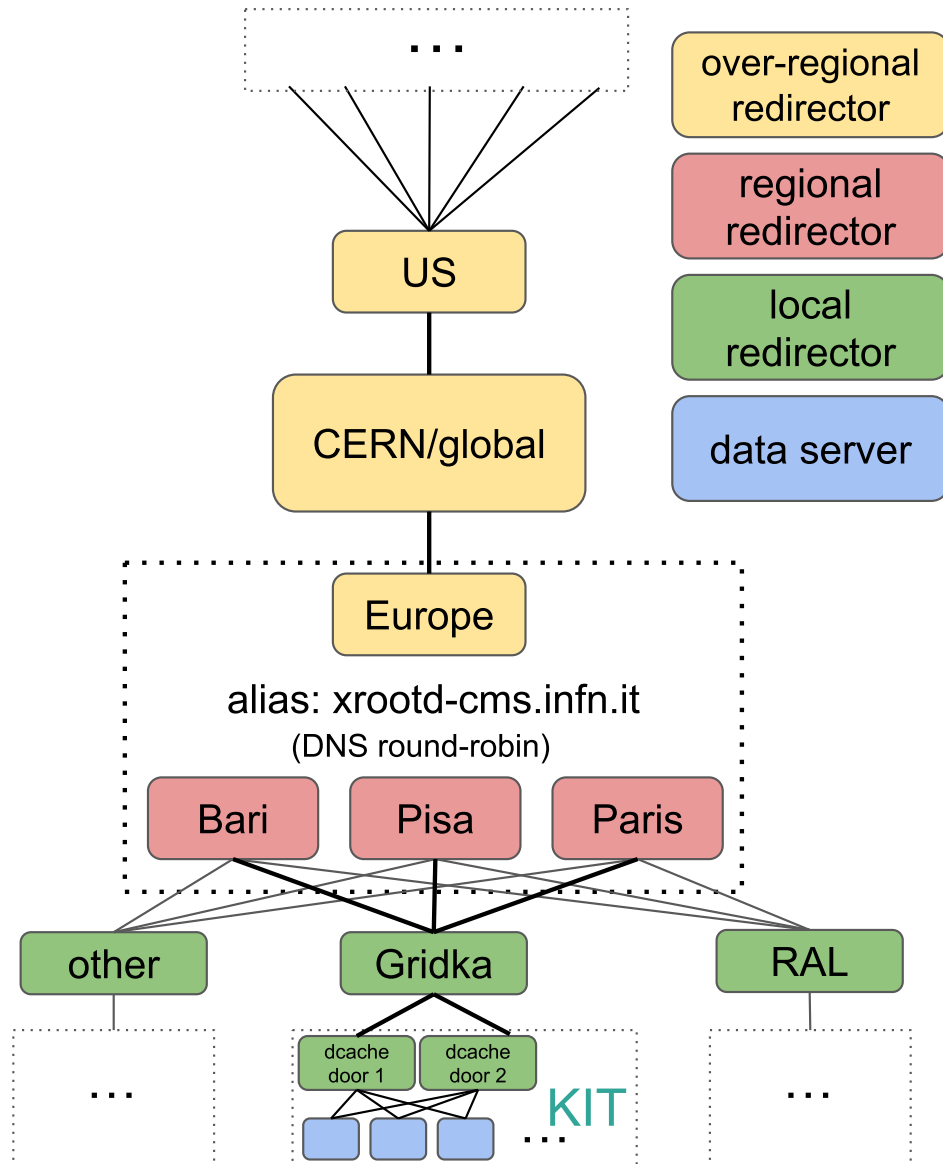 ...
over-regional
redirector
regional
redirector
local
redirector
data server
US
CERN/global
Europe
alias: xrootd-cms.infn.it
(DNS round-robin)
Bari
Pisa
Paris
other
Gridka
RAL
...
dcache
door 1
dcache
door 2
KIT
...
...